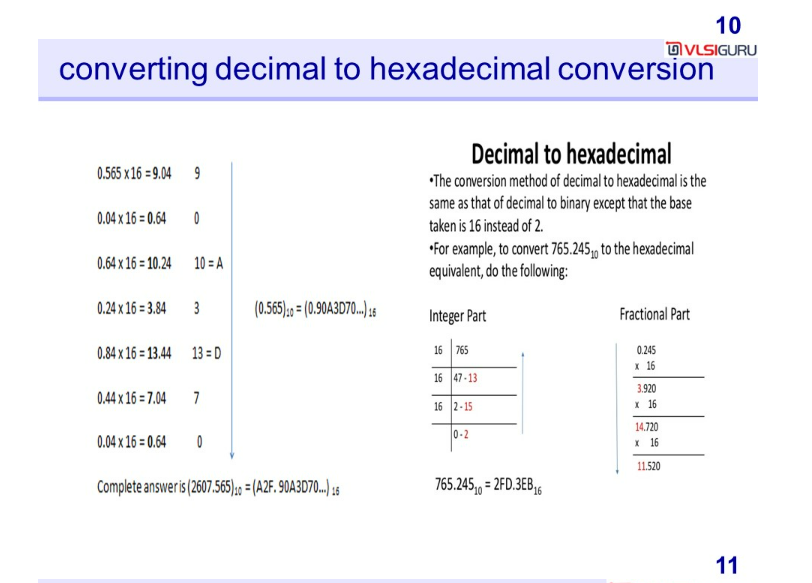 10
VLSIGURU
converting decimal to hexadecimal conversion
0.565 x 16 = 9.04 9
0.04 x 16 = 0.64 0
0.64 x 16 = 10.24 10 = A
0.24 x 16 = 3.84 3
0.84 x 16 = 13.44 13 = D
0.44 x 16 = 7.04 7
0.04 x 16 = 0.64 0
(0.565)₁₀ = (0.90A3D70...) ₁₆
Complete answer is (2607.565)₁₀ = (A2F. 90A3D70...) ₁₆
Decimal to hexadecimal
•The conversion method of decimal to hexadecimal is the
same as that of decimal to binary except that the base
taken is 16 instead of 2.
•For example, to convert 765.245₁₀ to the hexadecimal
equivalent, do the following:
Integer Part
16 765
16 47 - 13
16 2 - 15
0 - 2
765.245₁₀ = 2FD.3EB₁₆
Fractional Part
0.245
x 16
3.920
x 16
14.720
x 16
11.520
11